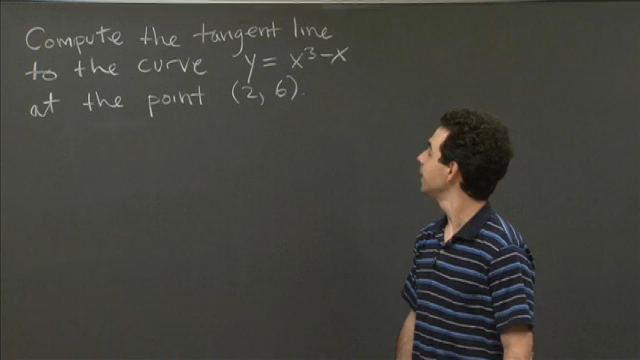 Compute the tangent line
to the curve y = x³-x
at the point (2, 6).